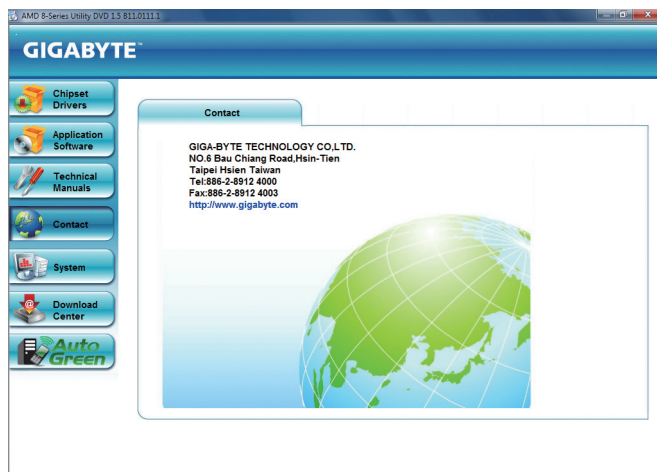 AMD 8-Series Utility DVD 1.5 B11.0111.1
GIGABYTE™
Chipset
Drivers
Application
Software
Technical
Manuals
Contact
System
Download
Center
Auto
Green
Contact
GIGA-BYTE TECHNOLOGY CO,LTD.
NO.6 Bau Chiang Road,Hsin-Tien
Taipei Hsien Taiwan
Tel:886-2-8912 4000
Fax:886-2-8912 4003
http://www.gigabyte.com